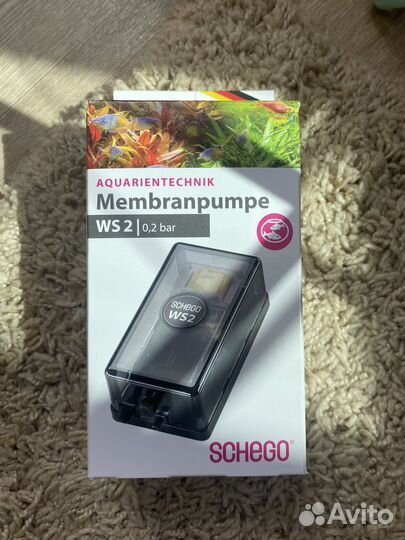 AQUARIENTECHNIK
Membranpumpe
WS 2 | 0,2 bar
SCHEGO
WS2
SCHEGO®
Avito